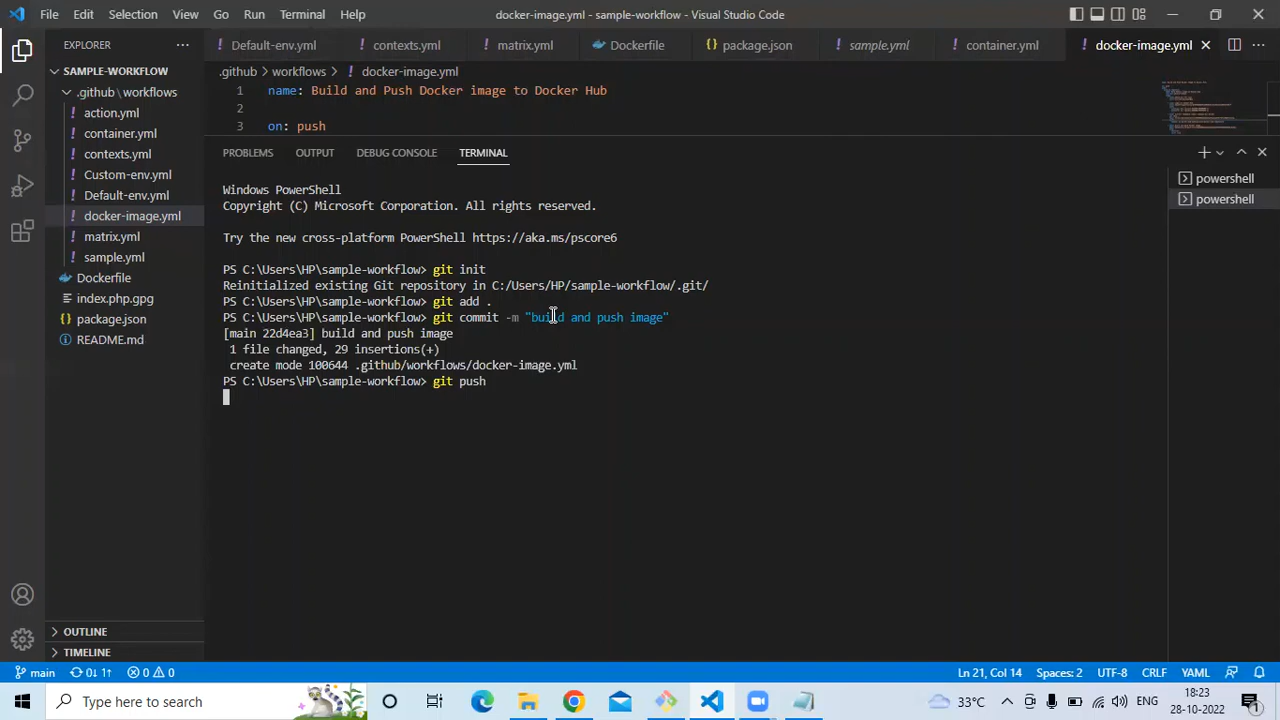 File Edit Selection View Go Run Terminal Help
docker-image.yml - sample-workflow - Visual Studio Code
EXPLORER
Default-env.yml contexts.yml matrix.yml Dockerfile package.json sample.yml container.yml docker-image.yml
SAMPLE-WORKFLOW
.github\workflows
action.yml
container.yml
contexts.yml
Custom-env.yml
Default-env.yml
docker-image.yml
matrix.yml
sample.yml
Dockerfile
index.php.gpg
package.json
README.md
OUTLINE
TIMELINE
.github > workflows > docker-image.yml
1 name: Build and Push Docker image to Docker Hub
2
3 on: push
PROBLEMS OUTPUT DEBUG CONSOLE TERMINAL
powershell
powershell
Windows PowerShell
Copyright (C) Microsoft Corporation. All rights reserved.
Try the new cross-platform PowerShell https://aka.ms/pscore6
PS C:\Users\HP\sample-workflow> git init
Reinitialized existing Git repository in C:/Users/HP/sample-workflow/.git/
PS C:\Users\HP\sample-workflow> git add .
PS C:\Users\HP\sample-workflow> git commit -m "build and push image"
[main 22d4ea3] build and push image
1 file changed, 29 insertions(+)
create mode 100644 .github/workflows/docker-image.yml
PS C:\Users\HP\sample-workflow> git push
main 0↓ 1↑ 0 0
Ln 21, Col 14 Spaces: 2 UTF-8 CRLF YAML
Type here to search
33°C ENG
18:23
28-10-2022
1